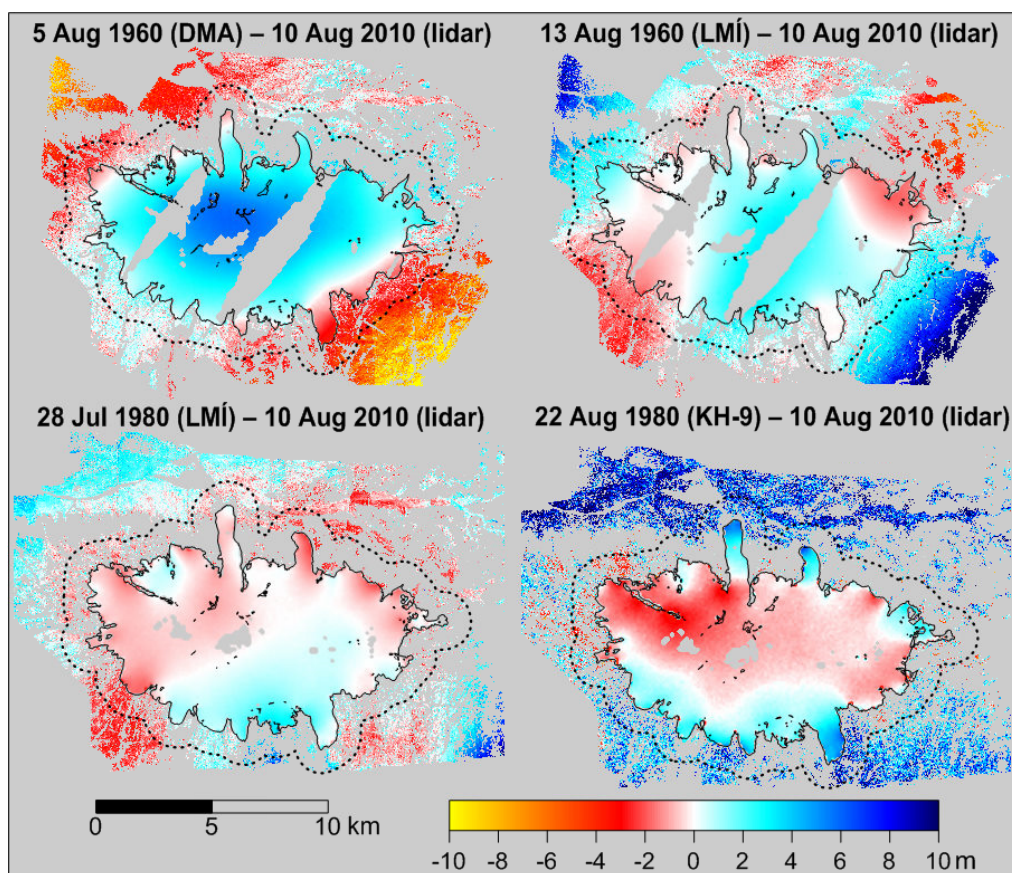 5 Aug 1960 (DMA) – 10 Aug 2010 (lidar)
13 Aug 1960 (LMÍ) – 10 Aug 2010 (lidar)
28 Jul 1980 (LMÍ) – 10 Aug 2010 (lidar)
22 Aug 1980 (KH-9) – 10 Aug 2010 (lidar)
0 5 10 km
-10 -8 -6 -4 -2 0 2 4 6 8 10 m